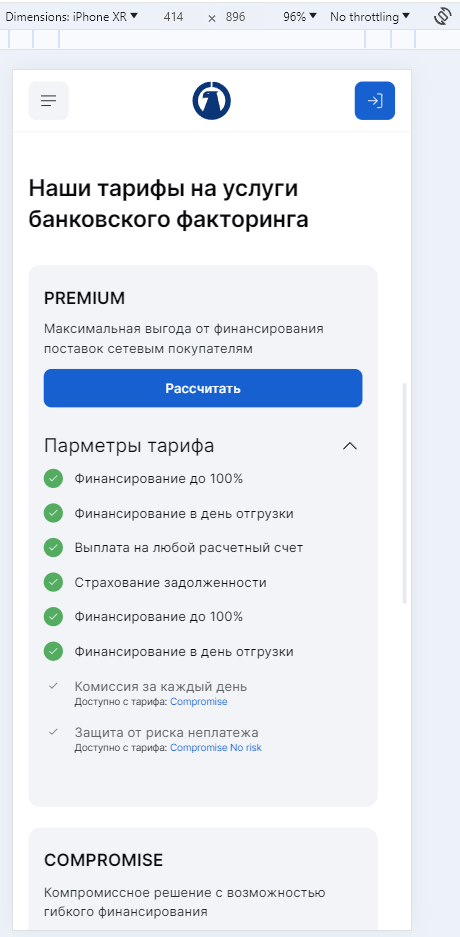 Dimensions: iPhone XR 414 × 896 96% No throttling
Наши тарифы на услуги
банковского факторинга
PREMIUM
Максимальная выгода от финансирования
поставок сетевым покупателям
Рассчитать
Парметры тарифа
Финансирование до 100%
Финансирование в день отгрузки
Выплата на любой расчетный счет
Страхование задолженности
Финансирование до 100%
Финансирование в день отгрузки
Комиссия за каждый день
Доступно с тарифа: Compromise
Защита от риска неплатежа
Доступно с тарифа: Compromise No risk
COMPROMISE
Компромиссное решение с возможностью
гибкого финансирования